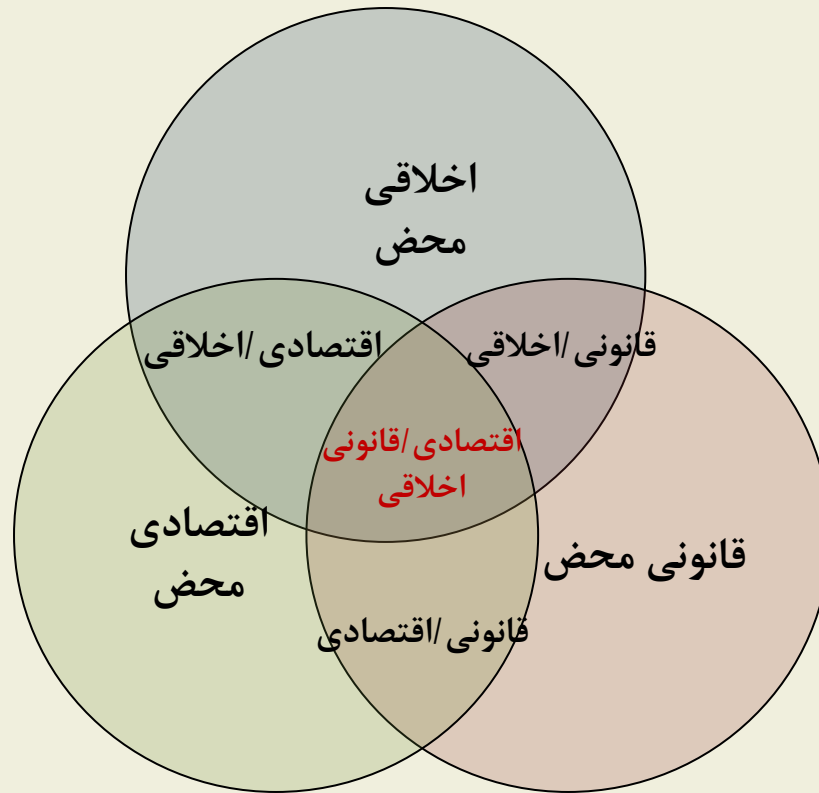 اخلاقی
محض
قانونی/اخلاقی
اقتصادی/اخلاقی
اقتصادی/قانونی
اخلاقی
قانونی محض
اقتصادی
محض
قانونی/اقتصادی